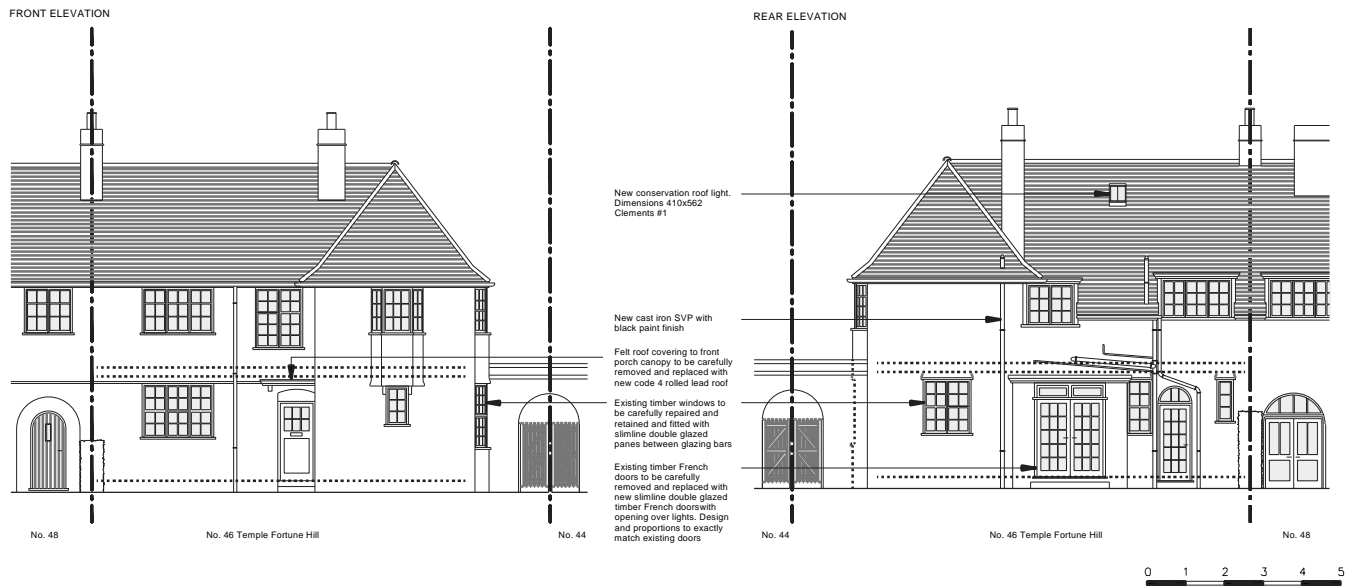 FRONT ELEVATION
REAR ELEVATION
New conservation roof light.
Dimensions 410x562
Clements #1
New cast iron SVP with
black paint finish
Felt roof covering to front
porch canopy to be carefully
removed and replaced with
new code 4 rolled lead roof
Existing timber windows to
be carefully repaired and
retained and fitted with
slimline double glazed
panes between glazing bars
Existing timber French
doors to be carefully
removed and replaced with
new slimline double glazed
timber French doorswith
opening over lights. Design
and proportions to exactly
match existing doors
No. 48
No. 46 Temple Fortune Hill
No. 44
No. 44
No. 46 Temple Fortune Hill
No. 48
0 1 2 3 4 5